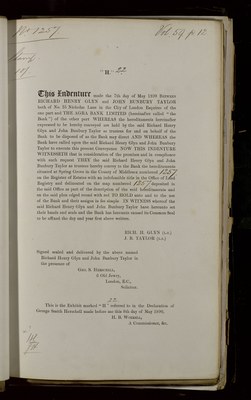 No 1257
Vol. 59 p 12
"H." 23
This Indenture made the 7th day of May 1898 BETWEEN
RICHARD HENRY GLYN and JOHN BUNBURY TAYLOR
both of No. 35 Nicholas Lane in the City of London Esquires of the
one part and THE AGRA BANK LIMITED (hereinafter called "the
Bank") of the other part WHEREAS the hereditaments hereinafter
expressed to be hereby conveyed are held by the said Richard Henry
Glyn and John Bunbury Taylor as trustees for and on behalf of the
Bank to be disposed of as the Bank may direct AND WHEREAS the
Bank have called upon the said Richard Henry Glyn and John Bunbury
Taylor to execute this present Conveyance NOW THIS INDENTURE
WITNESSETH that in consideration of the premises and in compliance
with such request THEY the said Richard Henry Glyn and John
Bunbury Taylor as trustees hereby convey to the Bank the hereditaments
situated at Spring Grove in the County of Middlesex numbered 1257
on the Register of Estates with an indefeasible title in the Office of Land
Registry and delineated on the map numbered 1257 deposited in
the said Office as part of the description of the said hereditaments and
on the said plan edged round with red TO HOLD unto and to the use
of the Bank and their assigns in fee simple IN WITNESS whereof the
said Richard Henry Glyn and John Bunbury Taylor have hereunto set
their hands and seals and the Bank has hereunto caused its Common Seal
to be affixed the day and year first above written.
RICH. H. GLYN (L.S.)
J. B. TAYLOR (L.S.)
Signed sealed and delivered by the above named
Richard Henry Glyn and John Bunbury Taylor in
the presence of
Geo. S.
Old Jewry,
London, E.C.,
Solicitor.
23
This is the Exhibit marked "H." referred to in the Declaration of
George Smith made before me this 6th day of May 1898,
H. B.
A Commissioner, &c.